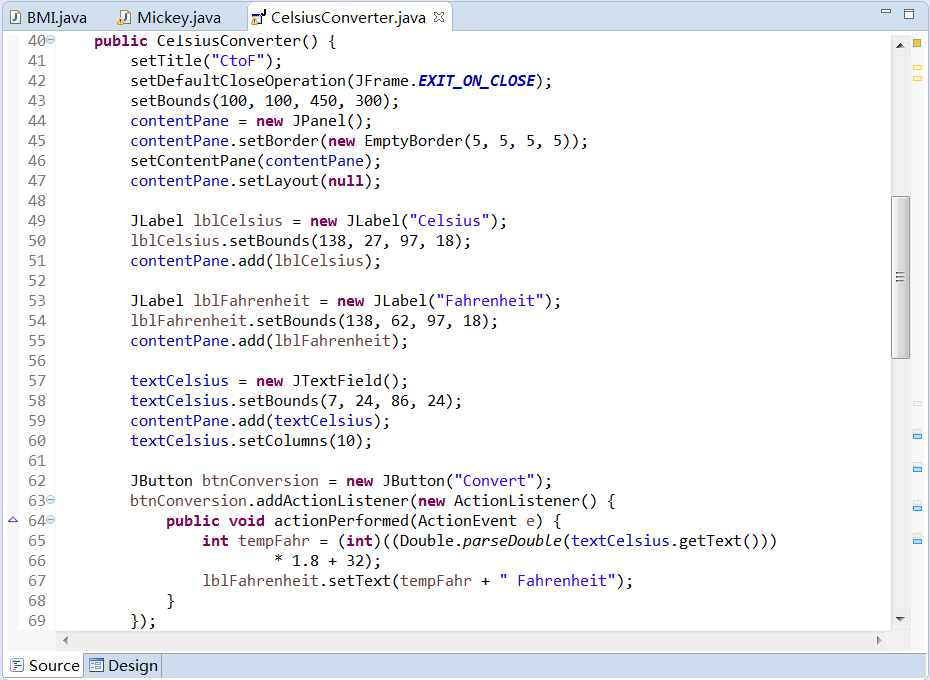 BMI.java Mickey.java CelsiusConverter.java
40 public CelsiusConverter() {
41 setTitle("CtoF");
42 setDefaultCloseOperation(JFrame.EXIT_ON_CLOSE);
43 setBounds(100, 100, 450, 300);
44 contentPane = new JPanel();
45 contentPane.setBorder(new EmptyBorder(5, 5, 5, 5));
46 setContentPane(contentPane);
47 contentPane.setLayout(null);
48
49 JLabel lblCelsius = new JLabel("Celsius");
50 lblCelsius.setBounds(138, 27, 97, 18);
51 contentPane.add(lblCelsius);
52
53 JLabel lblFahrenheit = new JLabel("Fahrenheit");
54 lblFahrenheit.setBounds(138, 62, 97, 18);
55 contentPane.add(lblFahrenheit);
56
57 textCelsius = new JTextField();
58 textCelsius.setBounds(7, 24, 86, 24);
59 contentPane.add(textCelsius);
60 textCelsius.setColumns(10);
61
62 JButton btnConversion = new JButton("Convert");
63 btnConversion.addActionListener(new ActionListener() {
64 public void actionPerformed(ActionEvent e) {
65 int tempFahr = (int)((Double.parseDouble(textCelsius.getText()))
66 * 1.8 + 32);
67 lblFahrenheit.setText(tempFahr + " Fahrenheit");
68 }
69 });
Source Design